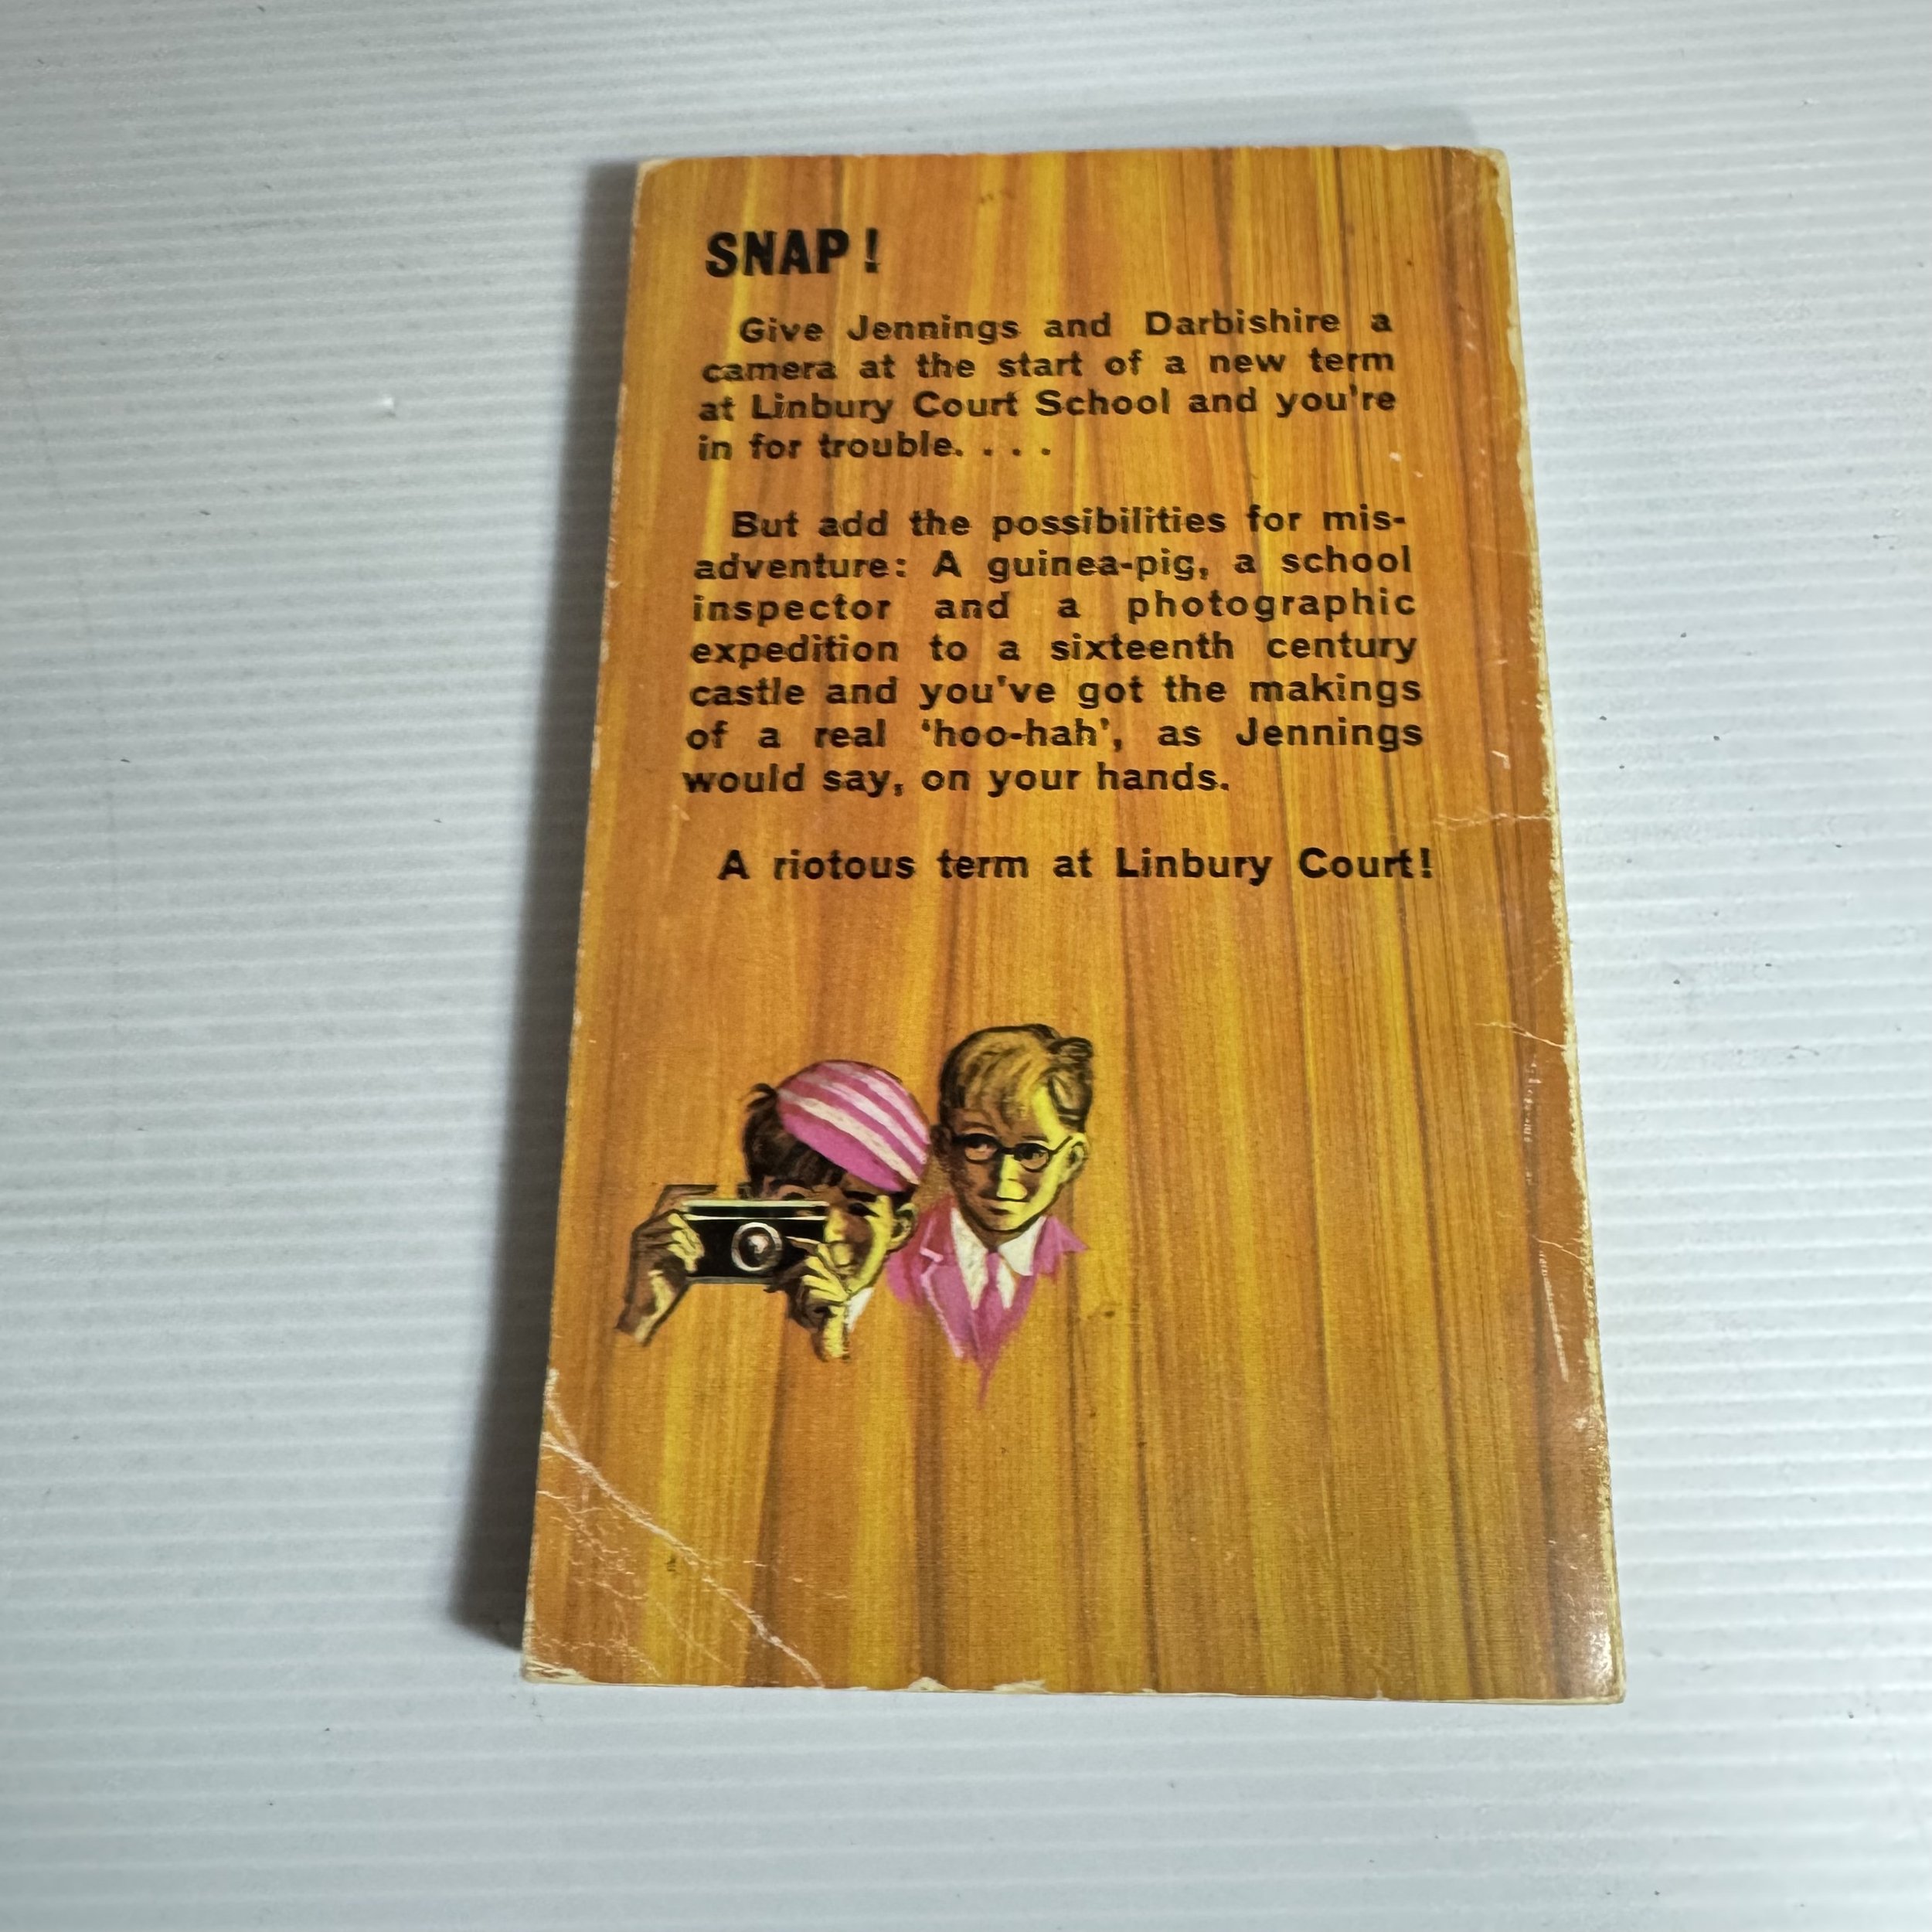 SNAP!
Give Jennings and Darbishire a
camera at the start of a new term
at Linbury Court School and you're
in for trouble. . . .
But add the possibilities for mis-
adventure: A guinea-pig, a school
inspector and a photographic
expedition to a sixteenth century
castle and you've got the makings
of a real ‘hoo-hah’, as Jennings
would say, on your hands.
A riotous term at Linbury Court!